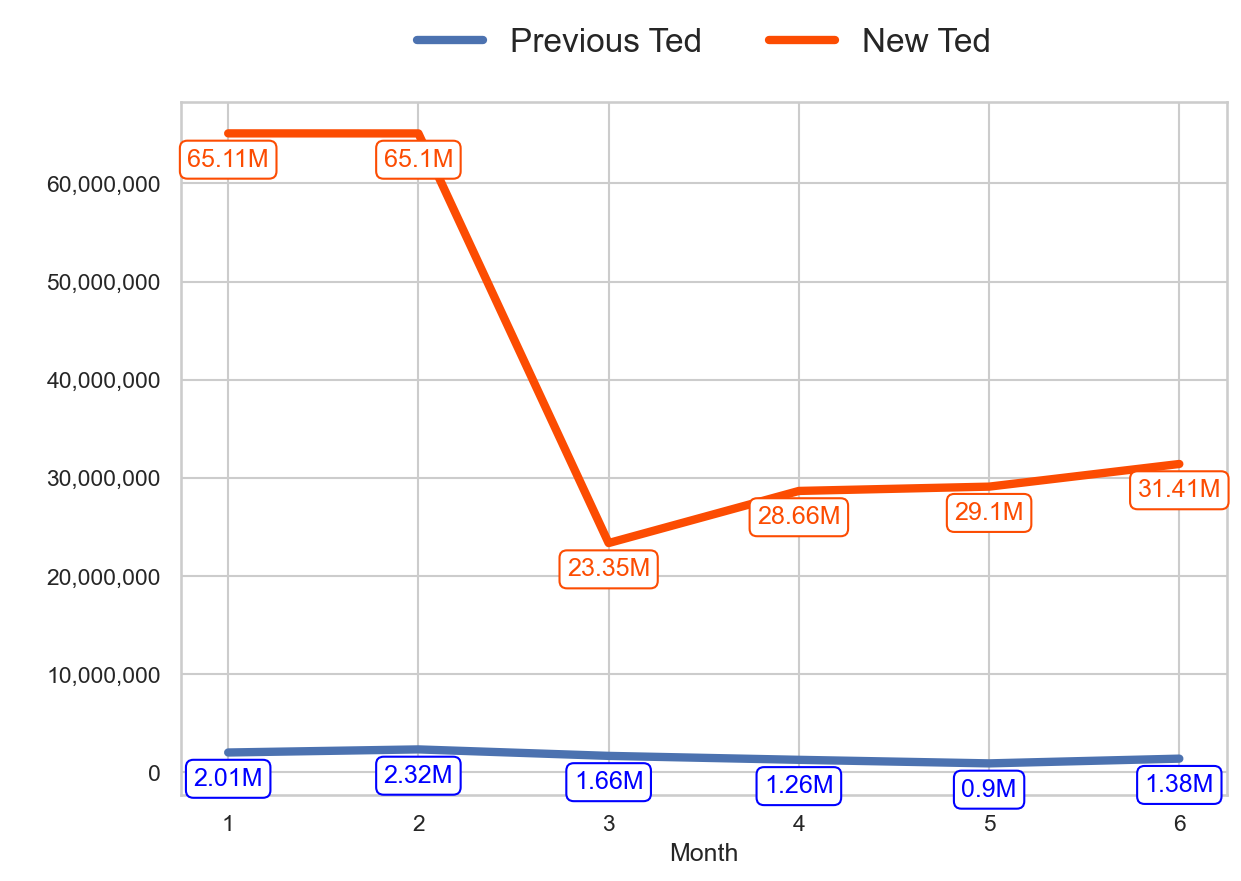 Previous Ted New Ted
65.11M 65.1M
60,000,000
50,000,000
40,000,000
30,000,000
31.41M
28.66M 29.1M
23.35M
20,000,000
10,000,000
0
2.01M 2.32M 1.66M 1.26M 0.9M 1.38M
1 2 3 4 5 6
Month